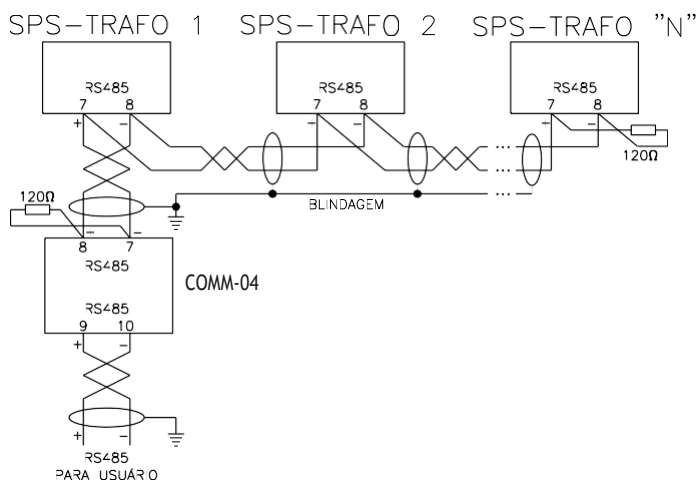 SPS-TRAFO 1 SPS-TRAFO 2 SPS-TRAFO "N"
RS485 RS485 RS485
7 8 7 8 7 8
+ - + - + -
120Ω
BLINDAGEM
120Ω
- -
8 7
RS485
COMM-04
RS485
9 10
+ -
+ -
RS485
PARA USUÁRIO